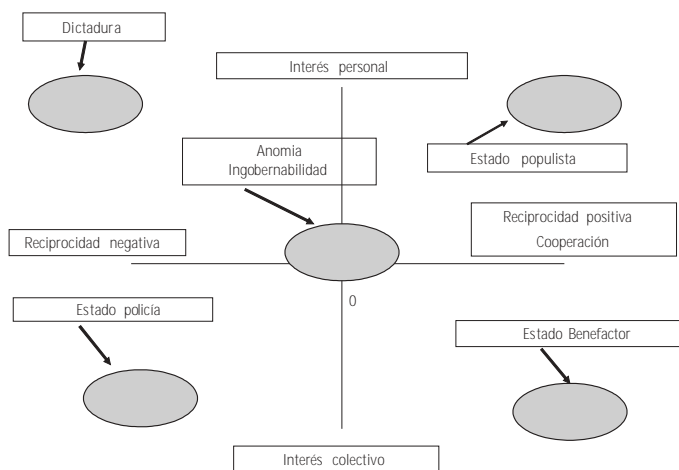 Dictadura
Interés personal
Anomia
Ingobernabilidad
Estado populista
Reciprocidad positiva
Cooperación
Reciprocidad negativa
0
Estado policía
Estado Benefactor
Interés colectivo